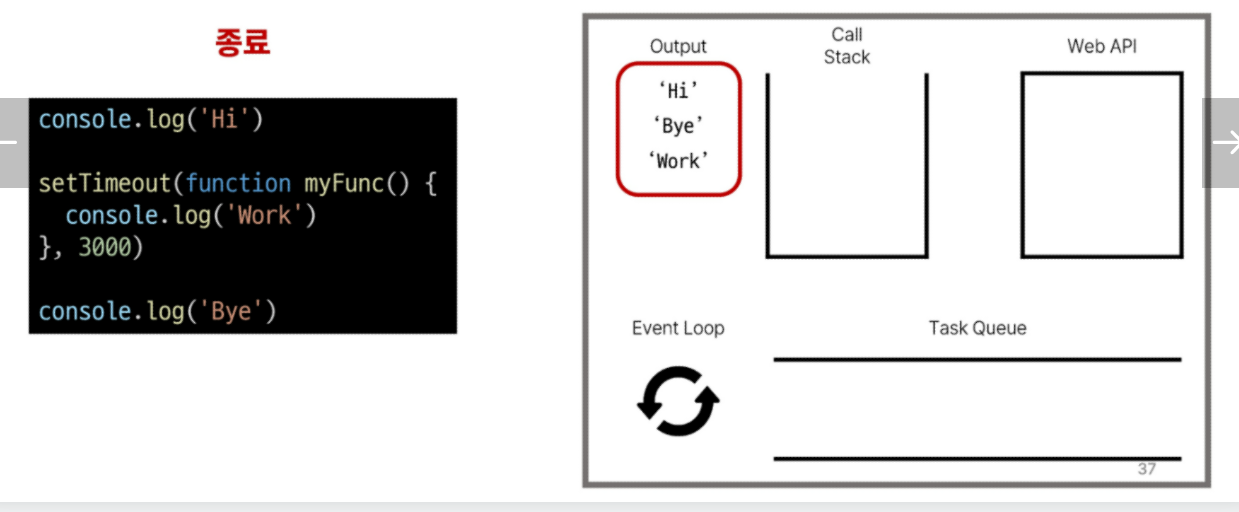 종료
console.log('Hi')
setTimeout(function myFunc() {
  console.log('Work')
}, 3000)
console.log('Bye')
Output
‘Hi’
‘Bye’
‘Work’
Call
Stack
Web API
Event Loop
Task Queue
37